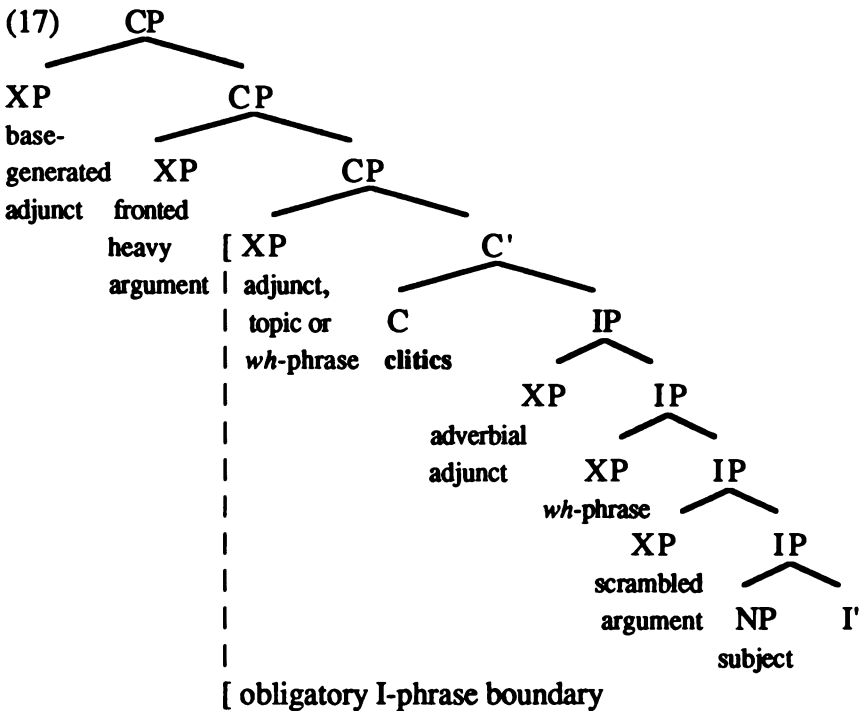 (17) CP
XP CP
base-
generated XP CP
adjunct fronted
heavy [ XP C'
argument adjunct,
topic or C IP
wh-phrase clitics
XP IP
adverbial
adjunct XP IP
wh-phrase
XP IP
scrambled
argument NP I'
subject
[ obligatory I-phrase boundary